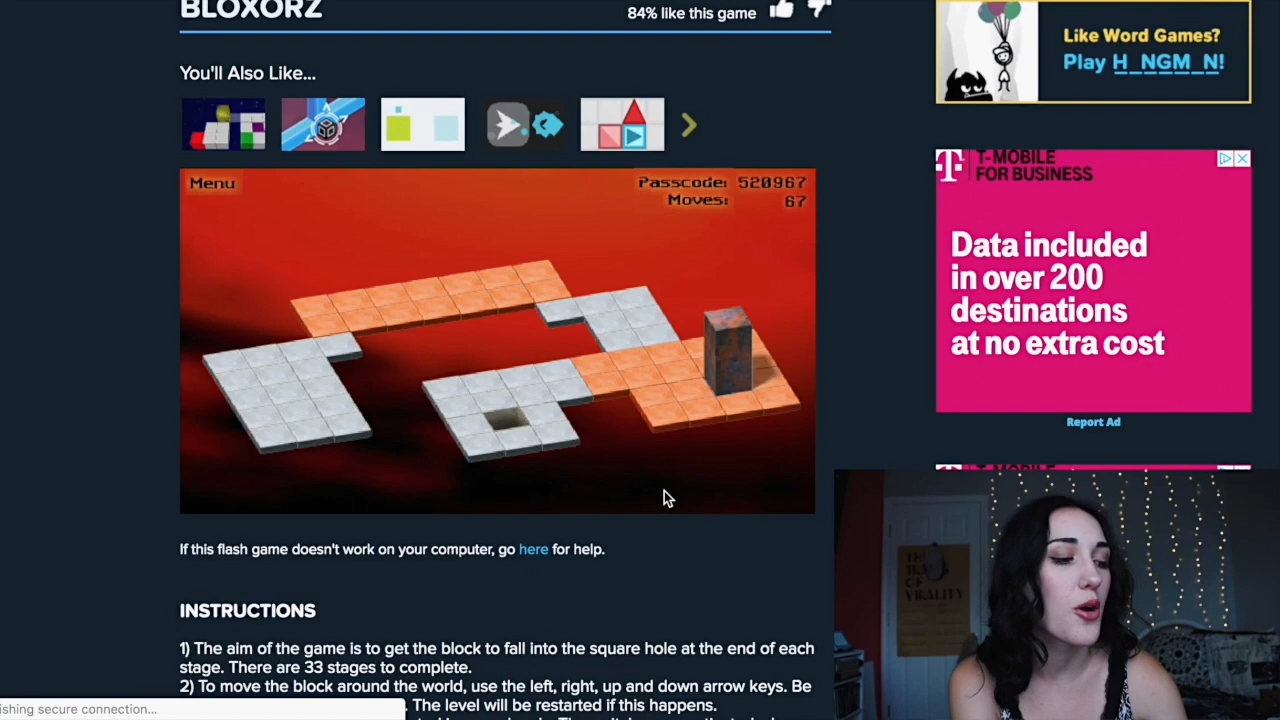 BLOXORZ
84% like this game
Like Word Games?
Play H_NGM_N!
You'll Also Like...
Menu
Passcode: 520967
Moves: 67
T-MOBILE
FOR BUSINESS
Data included
in over 200
destinations
at no extra cost
Report Ad
If this flash game doesn't work on your computer, go here for help.
INSTRUCTIONS
1) The aim of the game is to get the block to fall into the square hole at the end of each
stage. There are 33 stages to complete.
2) To move the block around the world, use the left, right, up and down arrow keys. Be
. The level will be restarted if this happens.
ishing secure connection...
OF
VIRALITY